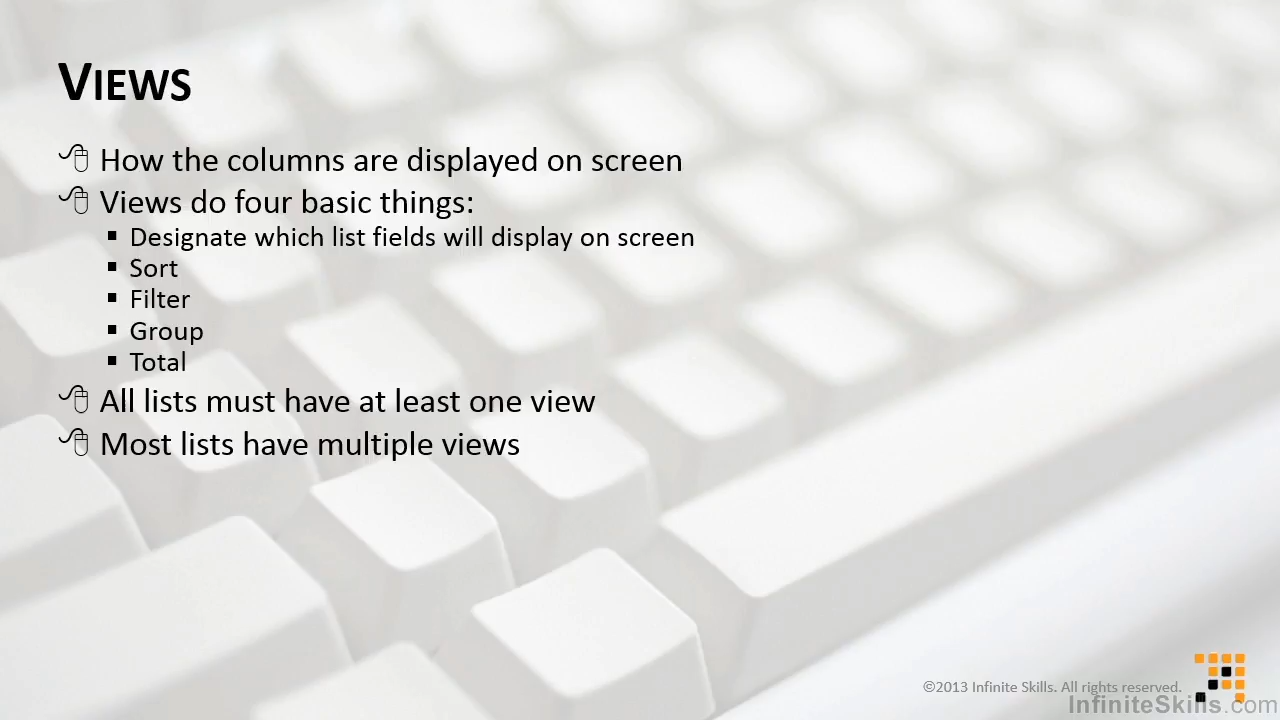 VIEWS
How the columns are displayed on screen
Views do four basic things:
Designate which list fields will display on screen
Sort
Filter
Group
Total
All lists must have at least one view
Most lists have multiple views
©2013 Infinite Skills. All rights reserved.
InfiniteSkills.com